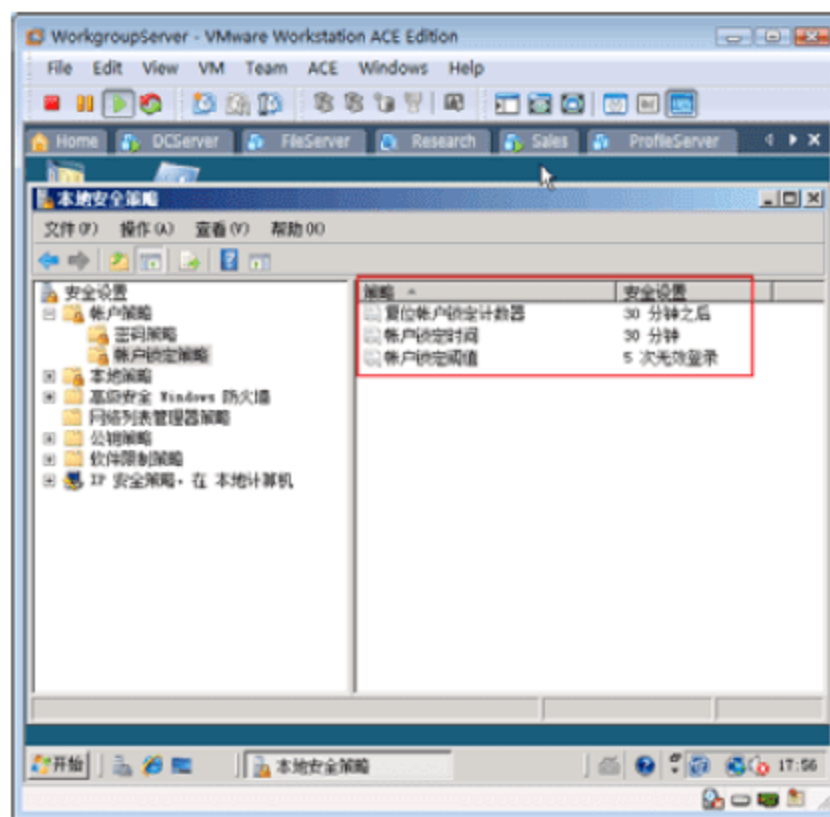 WorkgroupServer - VMware Workstation ACE Edition
File Edit View VM Team ACE Windows Help
Home DCServer FileServer Research Sales ProfileServer
本地安全策略
文件(F) 操作(A) 查看(V) 帮助(H)
安全设置
帐户策略
密码策略
帐户锁定策略
本地策略
高级安全 Windows 防火墙
网络列表管理器策略
公钥策略
软件限制策略
IP 安全策略,在 本地计算机
策略 安全设置
复位帐户锁定计数器 30 分钟之后
帐户锁定时间 30 分钟
帐户锁定阈值 5 次无效登录
开始 本地安全策略 17:56